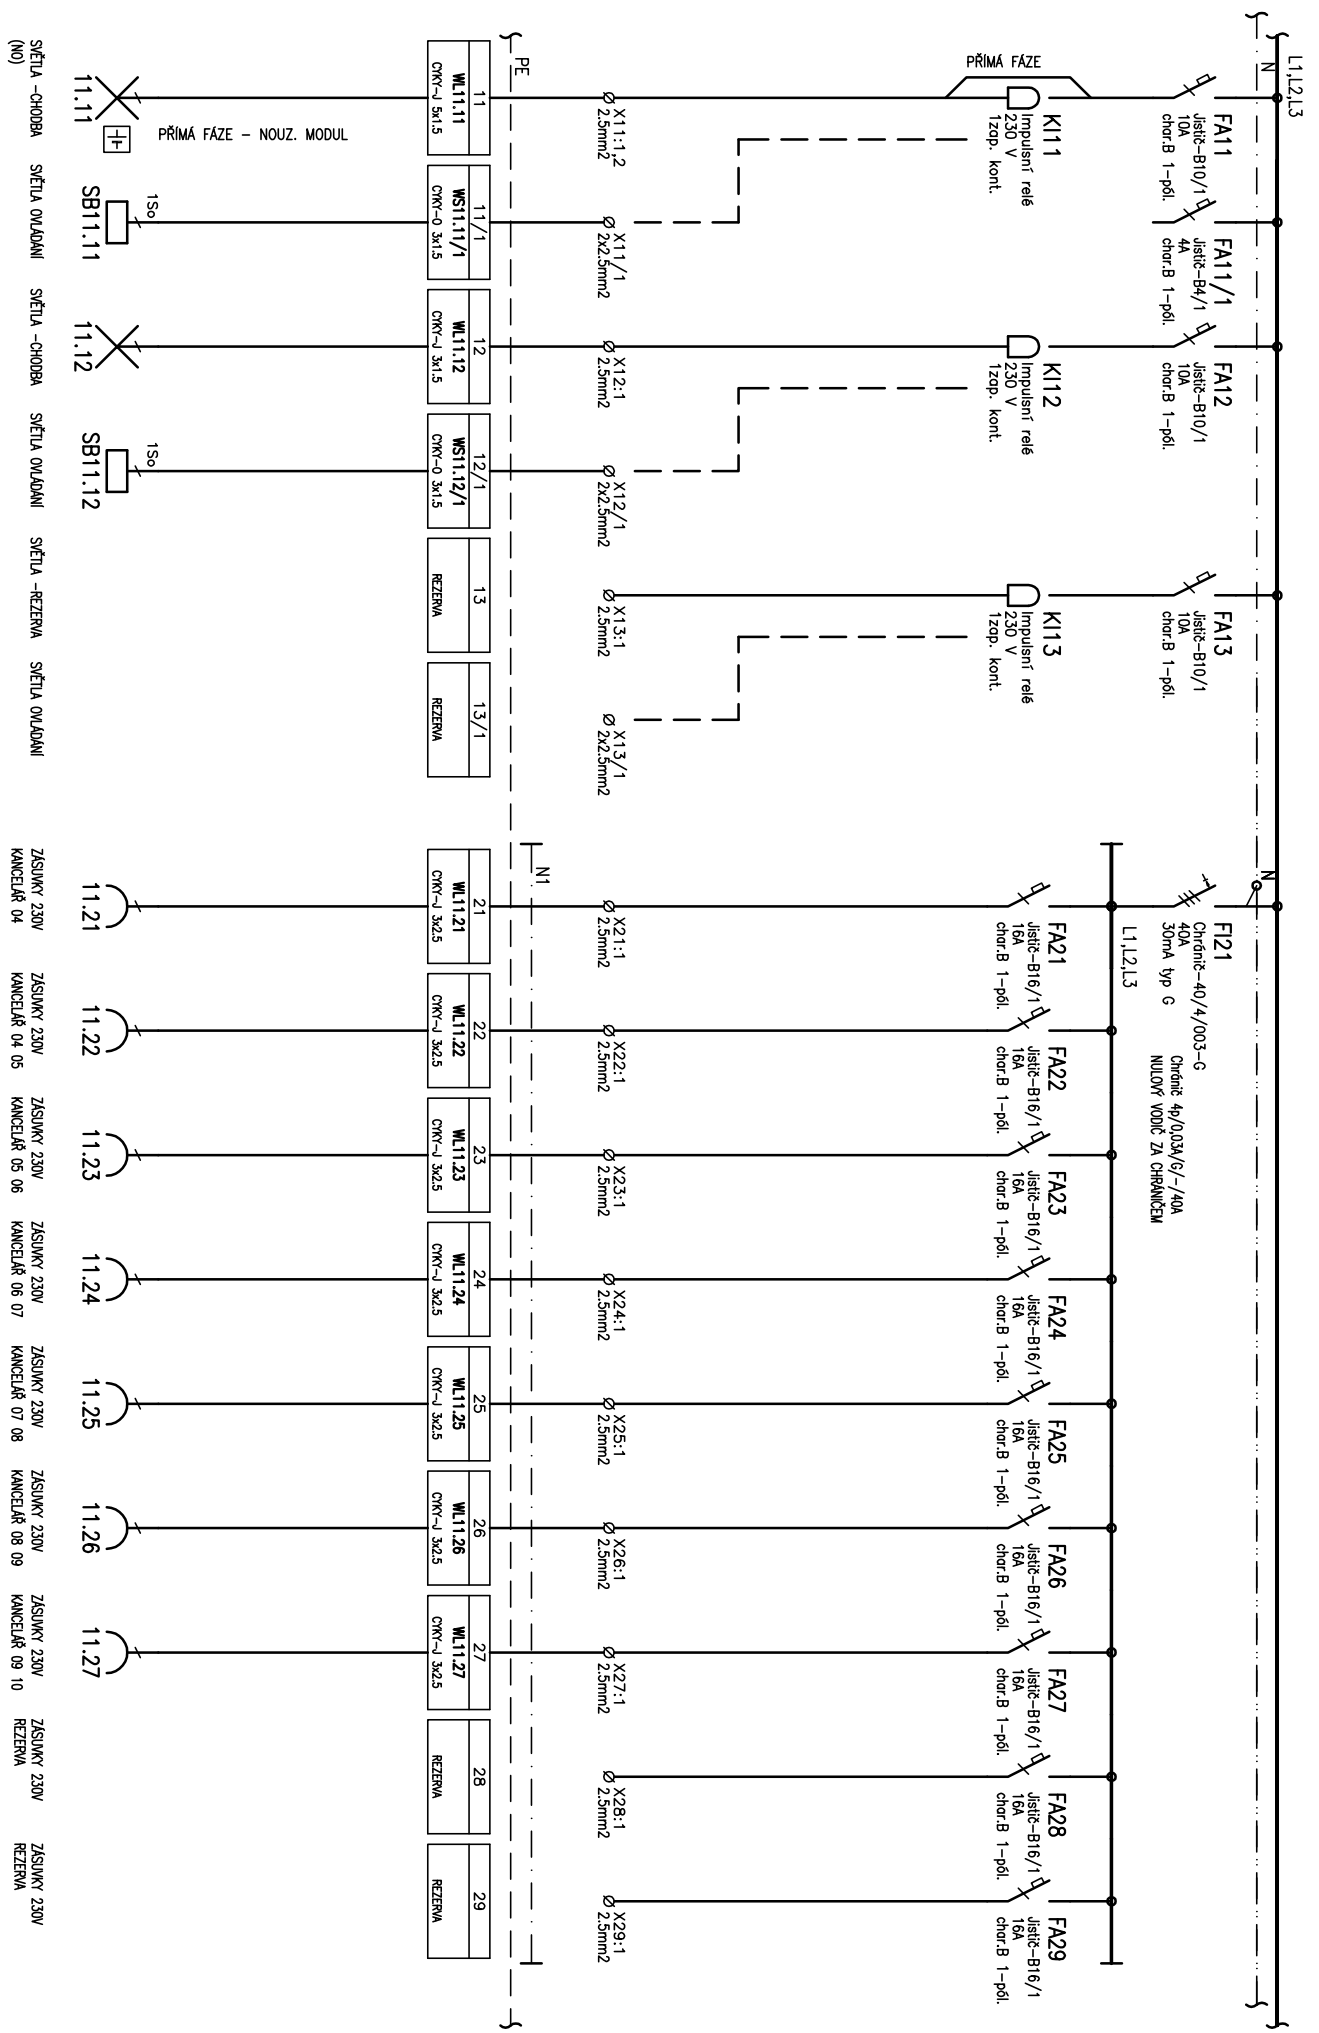 L1,L2,L3
N
FA11
Jistič-B10/1
10A
char.B 1-pól.
FA11/1
Jistič-B4/1
4A
char.B 1-pól.
FA12
Jistič-B10/1
10A
char.B 1-pól.
FA13
Jistič-B10/1
10A
char.B 1-pól.
N
FI21
Chránič-40/4/003-G
40A
30mA typ G
Chránič 4p/0,03A/G/-/40A
NULOVÝ VODIČ ZA CHRÁNIČEM
L1,L2,L3
PŘÍMÁ FÁZE
KI11
Impulsní relé
230 V
1zap. kont.
KI12
Impulsní relé
230 V
1zap. kont.
KI13
Impulsní relé
230 V
1zap. kont.
FA21
Jistič-B16/1
16A
char.B 1-pól.
FA22
Jistič-B16/1
16A
char.B 1-pól.
FA23
Jistič-B16/1
16A
char.B 1-pól.
FA24
Jistič-B16/1
16A
char.B 1-pól.
FA25
Jistič-B16/1
16A
char.B 1-pól.
FA26
Jistič-B16/1
16A
char.B 1-pól.
FA27
Jistič-B16/1
16A
char.B 1-pól.
FA28
Jistič-B16/1
16A
char.B 1-pól.
FA29
Jistič-B16/1
16A
char.B 1-pól.
X11:1,2
2.5mm2
X11/1
2x2.5mm2
X12:1
2.5mm2
X12/1
2x2.5mm2
X13:1
2.5mm2
X13/1
2x2.5mm2
X21:1
2.5mm2
X22:1
2.5mm2
X23:1
2.5mm2
X24:1
2.5mm2
X25:1
2.5mm2
X26:1
2.5mm2
X27:1
2.5mm2
X28:1
2.5mm2
X29:1
2.5mm2
PE
N1
11
WL11.11
CYKY-J 5x1.5
11/1
WS11.11/1
CYKY-O 3x1.5
12
WL11.12
CYKY-J 3x1.5
12/1
WS11.12/1
CYKY-O 3x1.5
13
REZERVA
13/1
REZERVA
21
WL11.21
CYKY-J 3x2.5
22
WL11.22
CYKY-J 3x2.5
23
WL11.23
CYKY-J 3x2.5
24
WL11.24
CYKY-J 3x2.5
25
WL11.25
CYKY-J 3x2.5
26
WL11.26
CYKY-J 3x2.5
27
WL11.27
CYKY-J 3x2.5
28
REZERVA
29
REZERVA
PŘÍMÁ FÁZE - NOUZ. MODUL
1So
1So
11.11
SB11.11
11.12
SB11.12
11.21
11.22
11.23
11.24
11.25
11.26
11.27
SVĚTLA -CHODBA
(NO)
SVĚTLA OVLÁDÁNÍ
SVĚTLA -CHODBA
SVĚTLA OVLÁDÁNÍ
SVĚTLA -REZERVA
SVĚTLA OVLÁDÁNÍ
ZÁSUVKY 230V
KANCELÁŘ 04
ZÁSUVKY 230V
KANCELÁŘ 04 05
ZÁSUVKY 230V
KANCELÁŘ 05 06
ZÁSUVKY 230V
KANCELÁŘ 06 07
ZÁSUVKY 230V
KANCELÁŘ 07 08
ZÁSUVKY 230V
KANCELÁŘ 08 09
ZÁSUVKY 230V
KANCELÁŘ 09 10
ZÁSUVKY 230V
REZERVA
ZÁSUVKY 230V
REZERVA